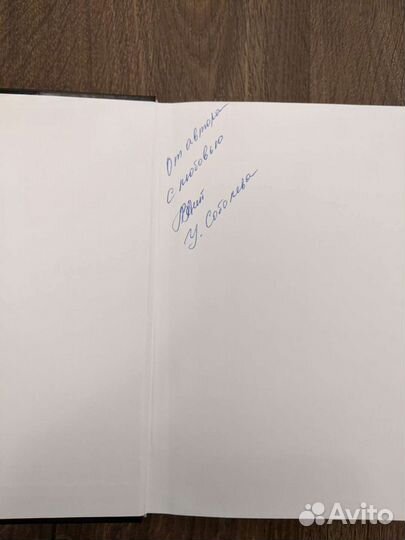 От автора
с любовью
У. Соболева
Avito